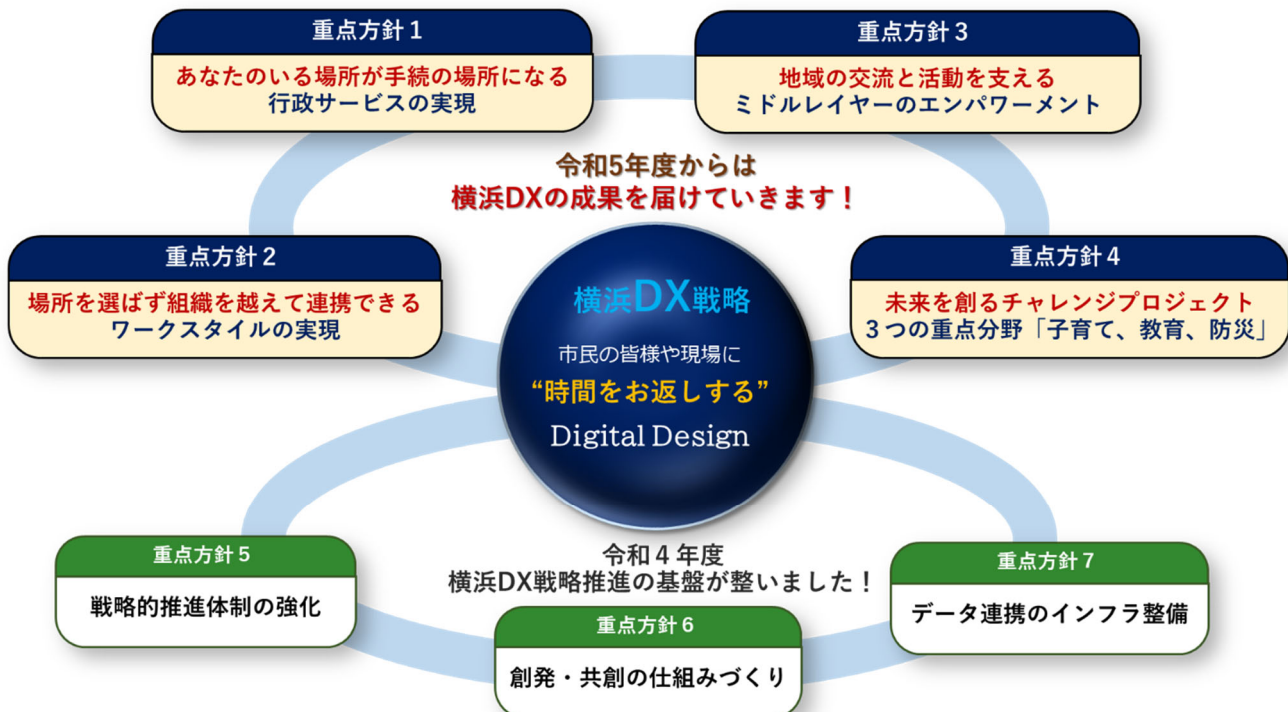 重点方針１
あなたのいる場所が手続の場所になる
行政サービスの実現
重点方針３
地域の交流と活動を支える
ミドルレイヤーのエンパワーメント
令和5年度からは
横浜DXの成果を届けていきます！
重点方針２
場所を選ばず組織を越えて連携できる
ワークスタイルの実現
重点方針４
未来を創るチャレンジプロジェクト
３つの重点分野「子育て、教育、防災」
横浜DX戦略
市民の皆様や現場に
“時間をお返しする”
Digital Design
令和４年度
横浜DX戦略推進の基盤が整いました！
重点方針５
戦略的推進体制の強化
重点方針６
創発・共創の仕組みづくり
重点方針７
データ連携のインフラ整備